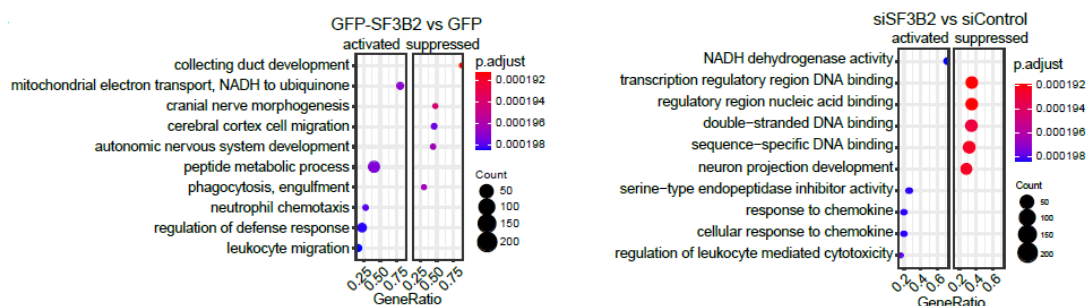 GFP-SF3B2 vs GFP
activated suppressed
collecting duct development
mitochondrial electron transport, NADH to ubiquinone
cranial nerve morphogenesis
cerebral cortex cell migration
autonomic nervous system development
peptide metabolic process
phagocytosis, engulfment
neutrophil chemotaxis
regulation of defense response
leukocyte migration
0.25 0.50 0.75 0.25 0.50 0.75
GeneRatio
p.adjust
0.000192
0.000194
0.000196
0.000198
Count
50
100
150
200
siSF3B2 vs siControl
activated suppressed
NADH dehydrogenase activity
transcription regulatory region DNA binding
regulatory region nucleic acid binding
double-stranded DNA binding
sequence-specific DNA binding
neuron projection development
serine-type endopeptidase inhibitor activity
response to chemokine
cellular response to chemokine
regulation of leukocyte mediated cytotoxicity
0.2 0.4 0.6 0.2 0.4 0.6
GeneRatio
p.adjust
0.000192
0.000194
0.000196
0.000198
Count
50
100
150
200